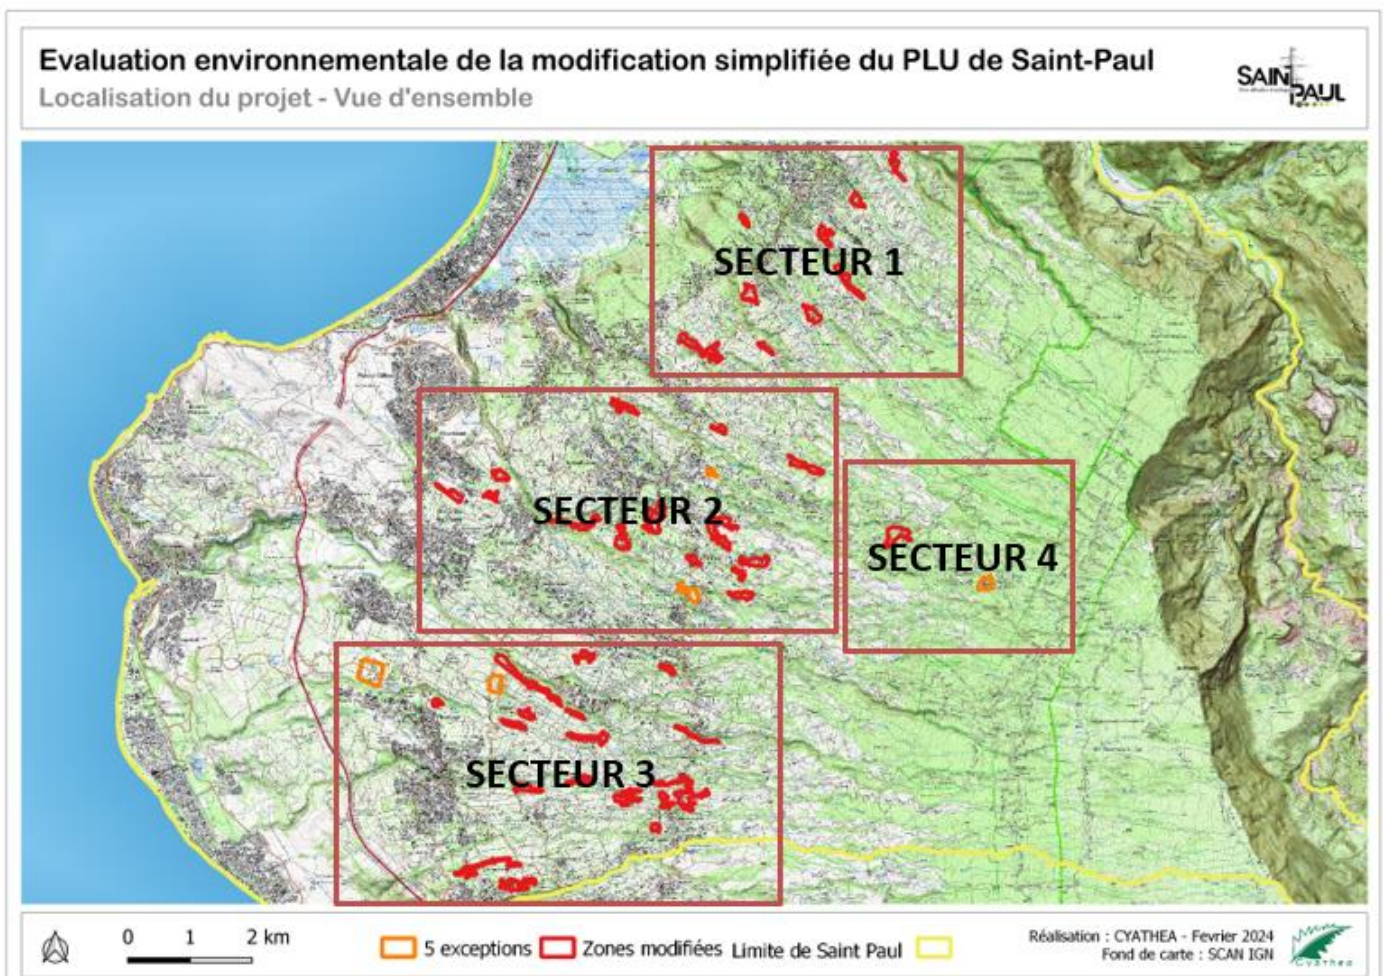 Evaluation environnementale de la modification simplifiée du PLU de Saint-Paul
Localisation du projet - Vue d'ensemble
SAINT PAUL
SECTEUR 1
SECTEUR 2
SECTEUR 4
SECTEUR 3
0 1 2 km
5 exceptions Zones modifiées Limite de Saint Paul
Réalisation : CYATHEA - Fevrier 2024
Fond de carte : SCAN IGN
Cyathea